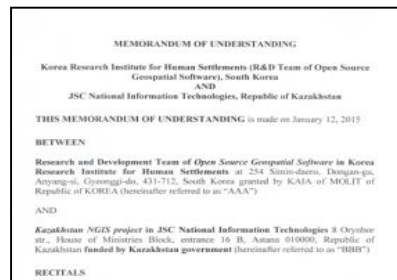 MEMORANDUM OF UNDERSTANDING
Korea Research Institute for Human Settlements (R&D Team of Open Source
Geospatial Software), South Korea
AND
JSC National Information Technologies, Republic of Kazakhstan
THIS MEMORANDUM OF UNDERSTANDING is made on January 12, 2015
BETWEEN
Research and Development Team of Open Source Geospatial Software in Korea
Research Institute for Human Settlements at 254 Simin-daero, Dongan-gu,
Anyang-si, Gyeonggi-do, 431-712, South Korea granted by KAIA of MOLIT of
Republic of KOREA (hereinafter referred to as "AAA")
AND
Kazakhstan NGIS project in JSC National Information Technologies 8 Orynbor
str., House of Ministries Block, entrance 16 B, Astana 010000, Republic of
Kazakhstan funded by Kazakhstan government (hereinafter referred to as "BBB")
RECITALS